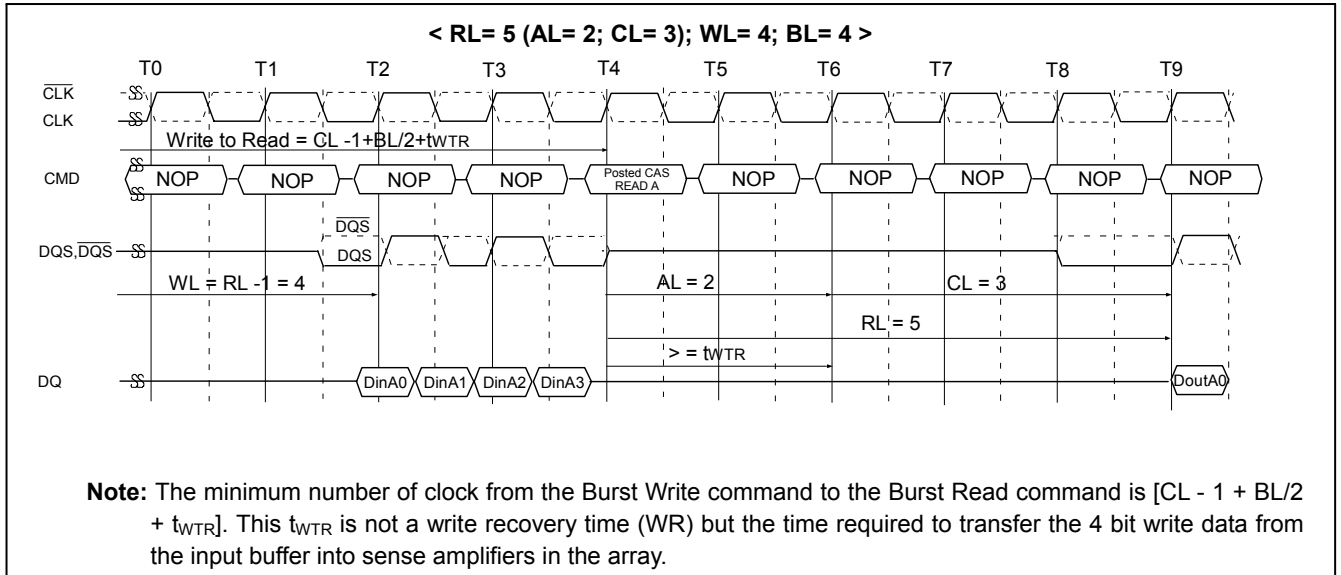 < RL= 5 (AL= 2; CL= 3); WL= 4; BL= 4 >
T0 T1 T2 T3 T4 T5 T6 T7 T8 T9
CLK
CLK
Write to Read = CL -1+BL/2+tWTR
CMD NOP NOP NOP NOP Posted CAS READ A NOP NOP NOP NOP NOP
DQS
DQS,DQS DQS
WL = RL -1 = 4 AL = 2 CL = 3
RL = 5
> = tWTR
DQ DinA0 DinA1 DinA2 DinA3 DoutA0
Note: The minimum number of clock from the Burst Write command to the Burst Read command is [CL - 1 + BL/2
+ tWTR]. This tWTR is not a write recovery time (WR) but the time required to transfer the 4 bit write data from
the input buffer into sense amplifiers in the array.